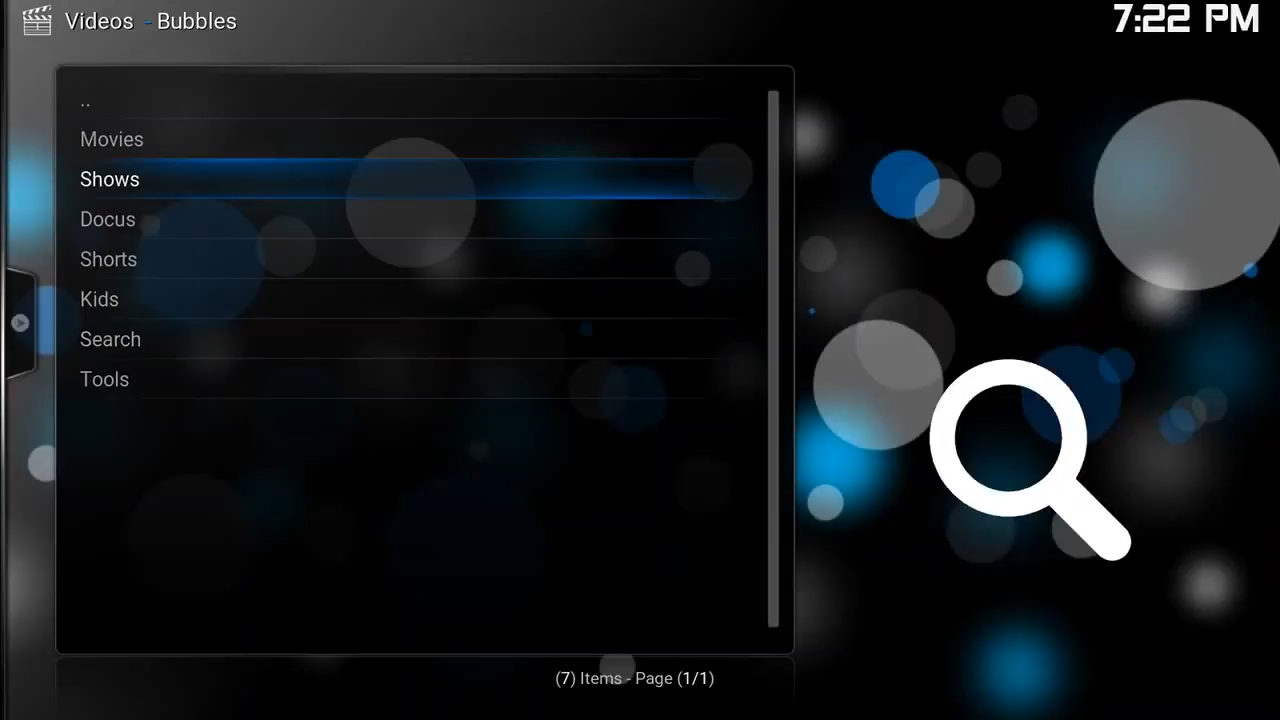 Videos - Bubbles
7:22 PM
..
Movies
Shows
Docus
Shorts
Kids
Search
Tools
(7) Items - Page (1/1)